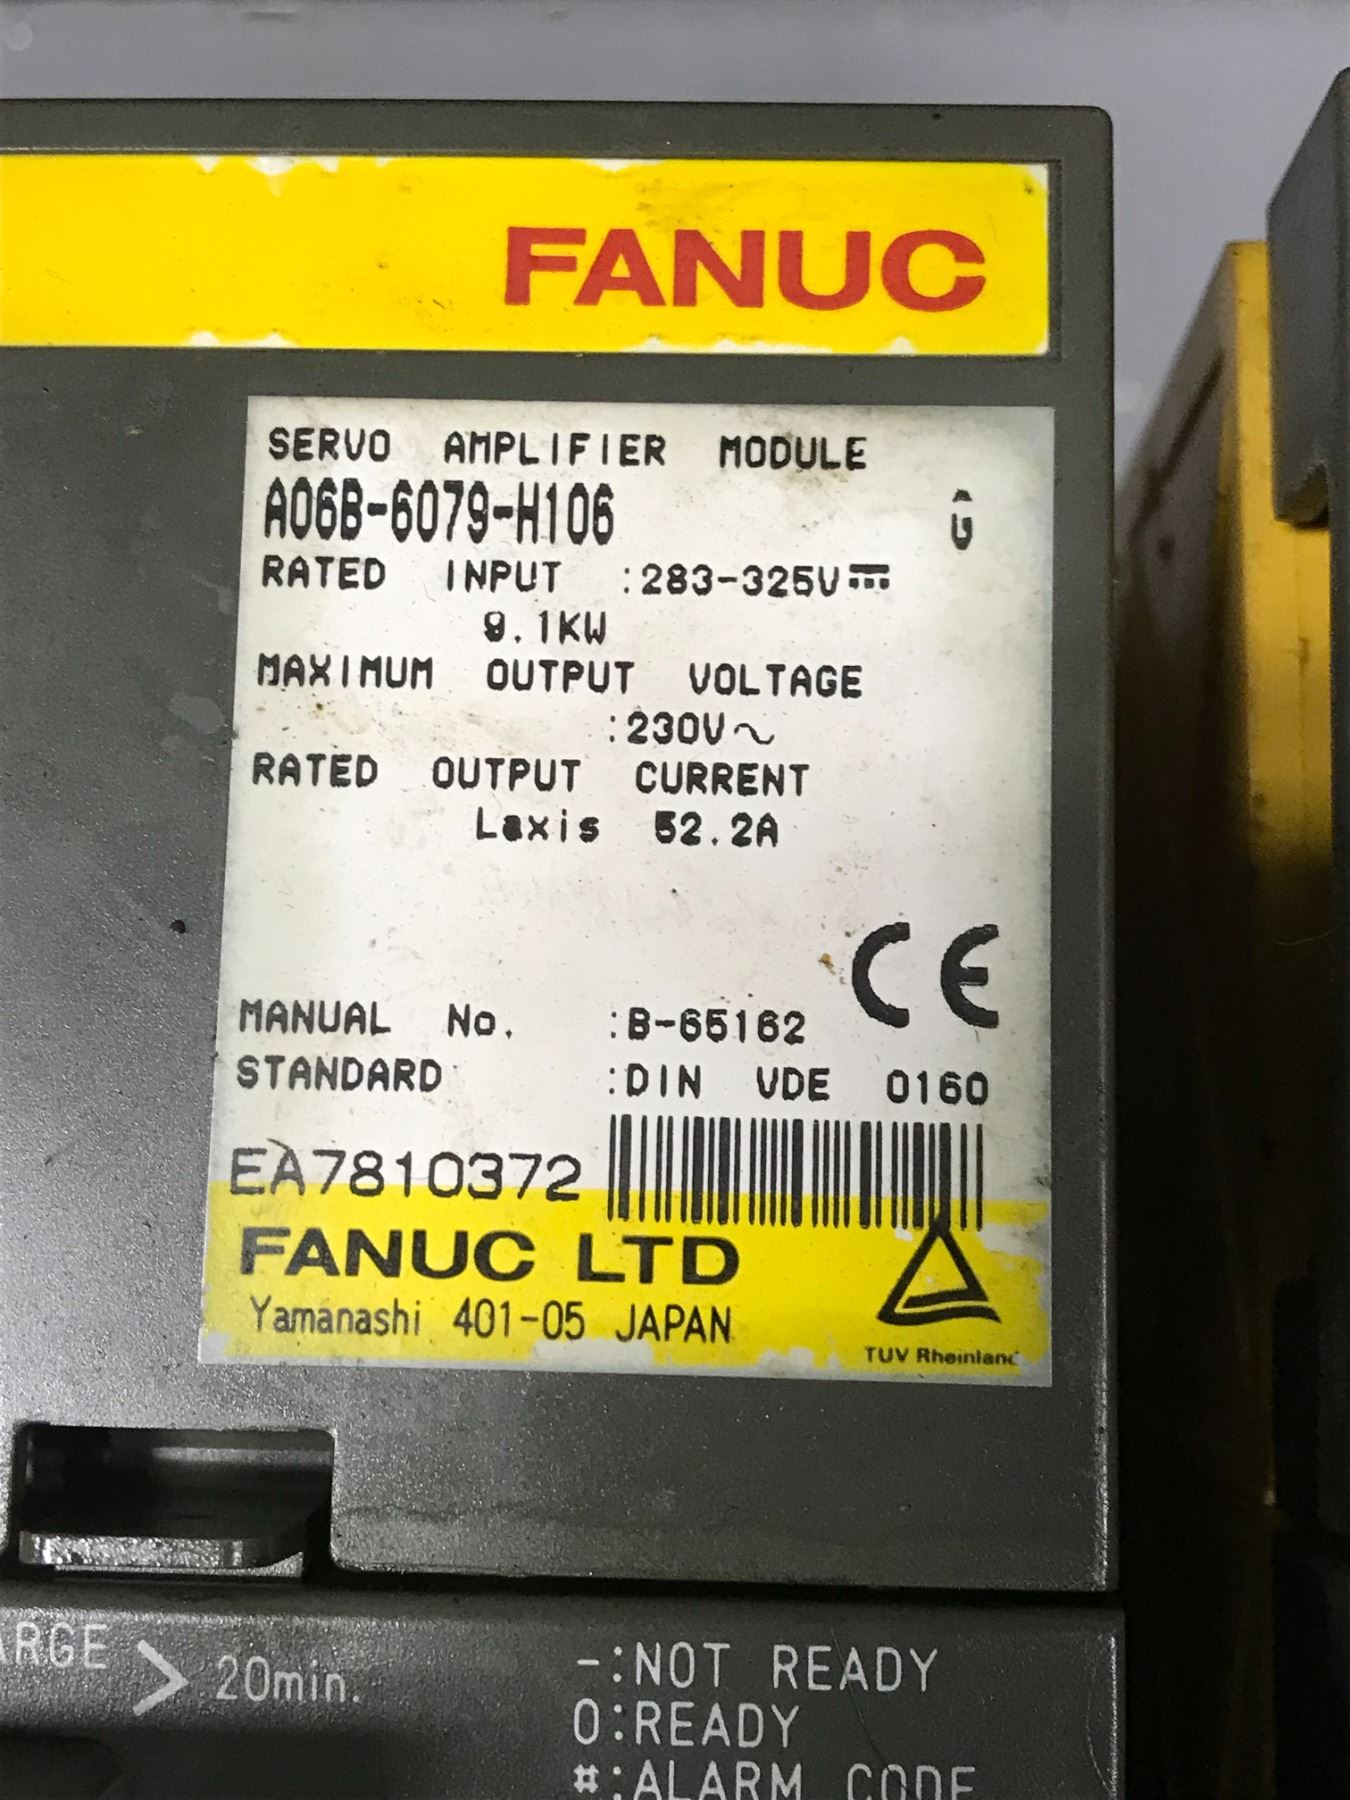 FANUC
SERVO AMPLIFIER MODULE
A06B-6079-H106 G
RATED INPUT :283-325V⎓
9.1KW
MAXIMUM OUTPUT VOLTAGE
:230V~
RATED OUTPUT CURRENT
Laxis 52.2A
CE
MANUAL No. :B-65162
STANDARD :DIN VDE 0160
EA7810372
FANUC LTD
Yamanashi 401-05 JAPAN
TUV Rheinland
ARGE > 20min.
-:NOT READY
0:READY
#:ALARM CODE